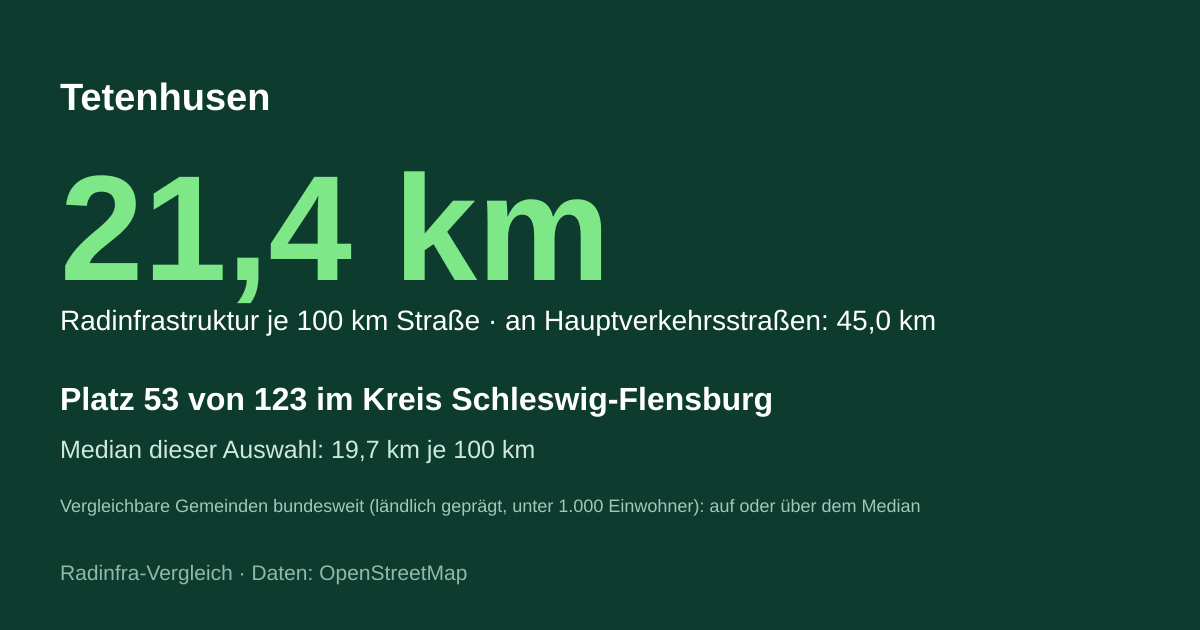 Tetenhusen
21,4 km
Radinfrastruktur je 100 km Straße · an Hauptverkehrsstraßen: 45,0 km
Platz 53 von 123 im Kreis Schleswig-Flensburg
Median dieser Auswahl: 19,7 km je 100 km
Vergleichbare Gemeinden bundesweit (ländlich geprägt, unter 1.000 Einwohner): auf oder über dem Median
Radinfra-Vergleich · Daten: OpenStreetMap